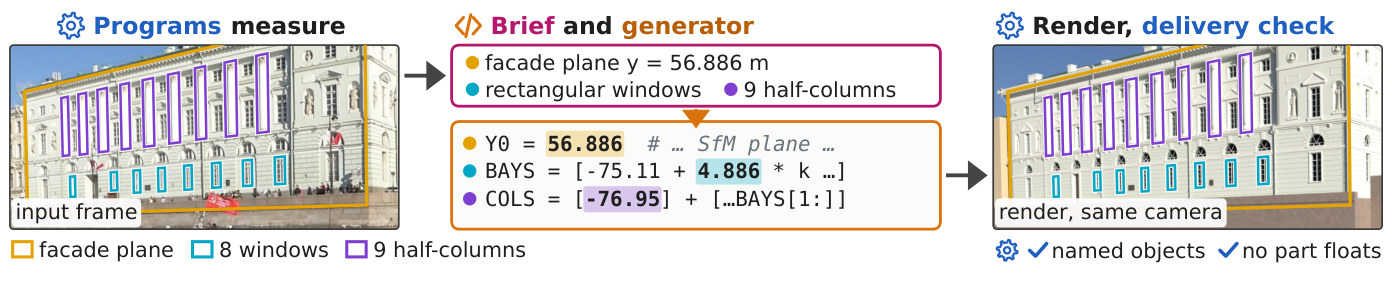 Programs measure
input frame
facade plane 8 windows 9 half-columns
Brief and generator
facade plane y = 56.886 m
rectangular windows 9 half-columns
Y0 = 56.886 # … SfM plane …
BAYS = [-75.11 + 4.886 * k …]
COLS = [-76.95] + […BAYS[1:]]
Render, delivery check
render, same camera
named objects no part floats